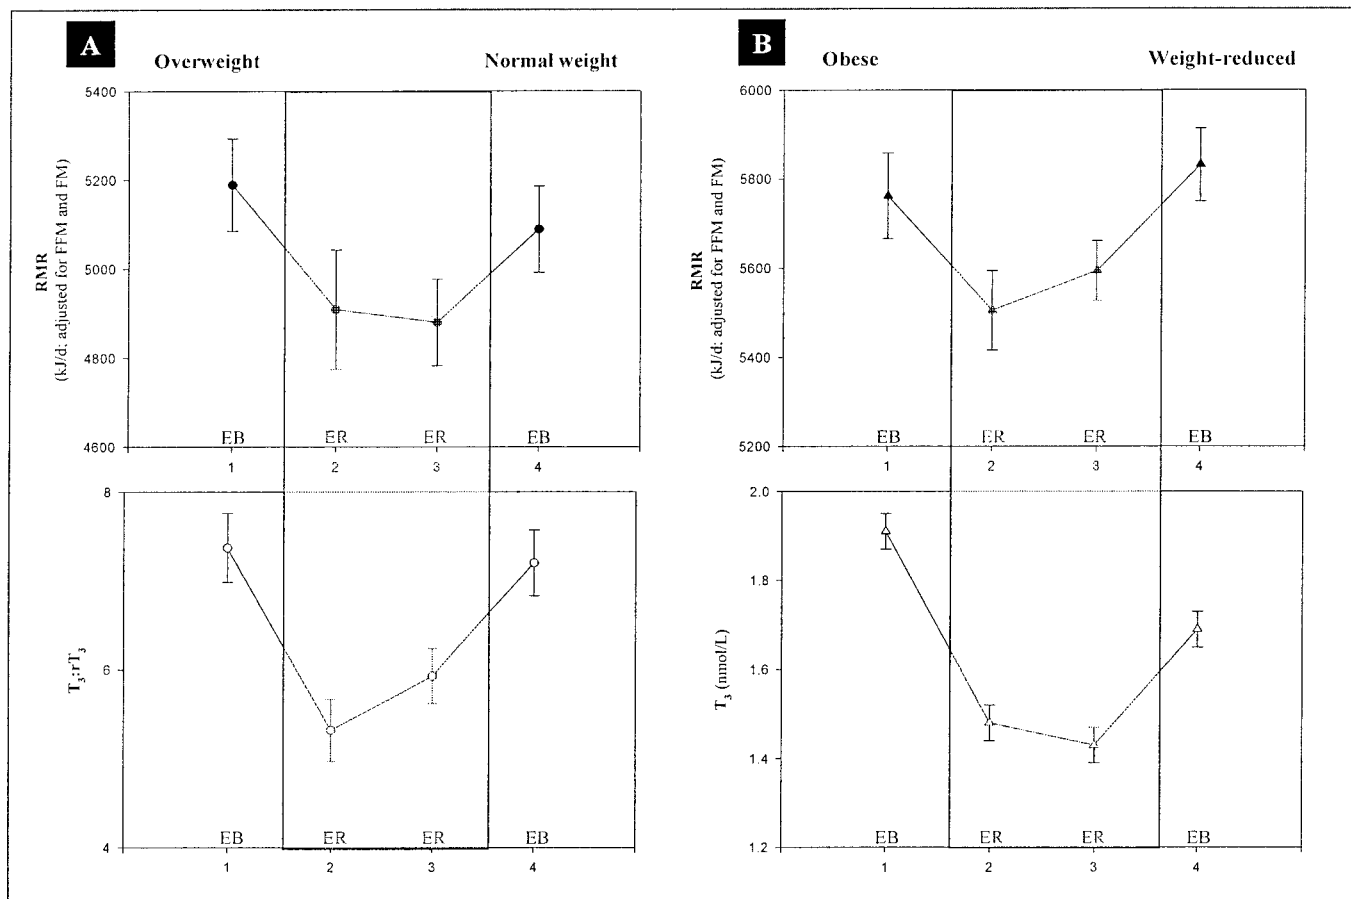 A
Overweight
Normal weight
5400
5200
5000
4800
4600
RMR
(kJ/d; adjusted for FFM and FM)
EB
ER
ER
EB
1
2
3
4
8
6
4
T3:rT3
EB
ER
ER
EB
1
2
3
4
B
Obese
Weight-reduced
6000
5800
5600
5400
5200
RMR
(kJ/d; adjusted for FFM and FM)
EB
ER
ER
EB
1
2
3
4
2.0
1.8
1.6
1.4
1.2
T3 (nmol/L)
EB
ER
ER
EB
1
2
3
4